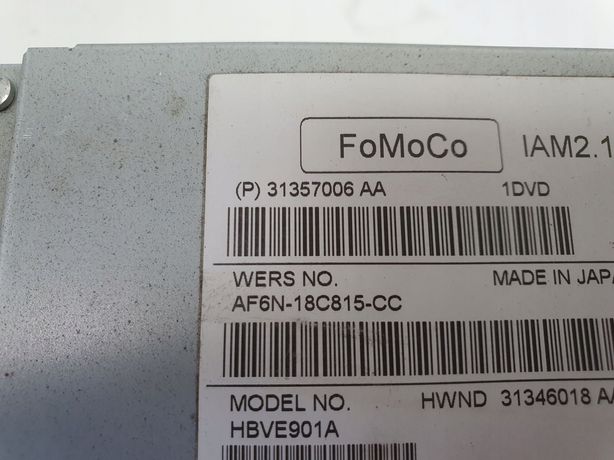 FoMoCo IAM2.1
(P) 31357006 AA 1DVD
WERS NO. MADE IN JAPA
AF6N-18C815-CC
MODEL NO. HWND 31346018 AA
HBVE901A